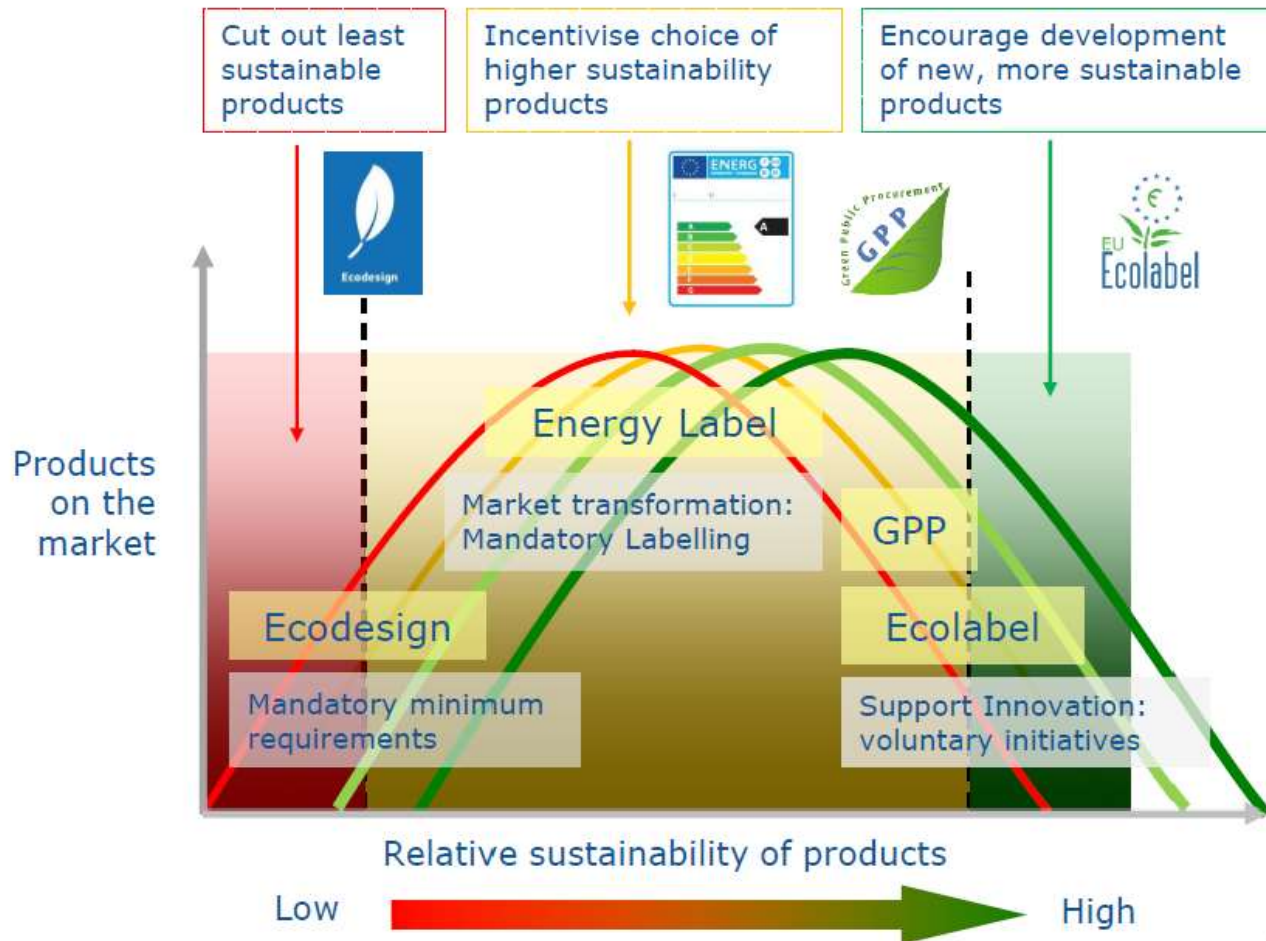 Cut out least
sustainable
products
Incentivise choice of
higher sustainability
products
Encourage development
of new, more sustainable
products
Ecodesign
ENERG
A
G
A
Green Public Procurement
GPP
EU
Ecolabel
Products
on the
market
Energy Label
Market transformation:
Mandatory Labelling
GPP
Ecodesign
Mandatory minimum
requirements
Ecolabel
Support Innovation:
voluntary initiatives
Relative sustainability of products
Low
High